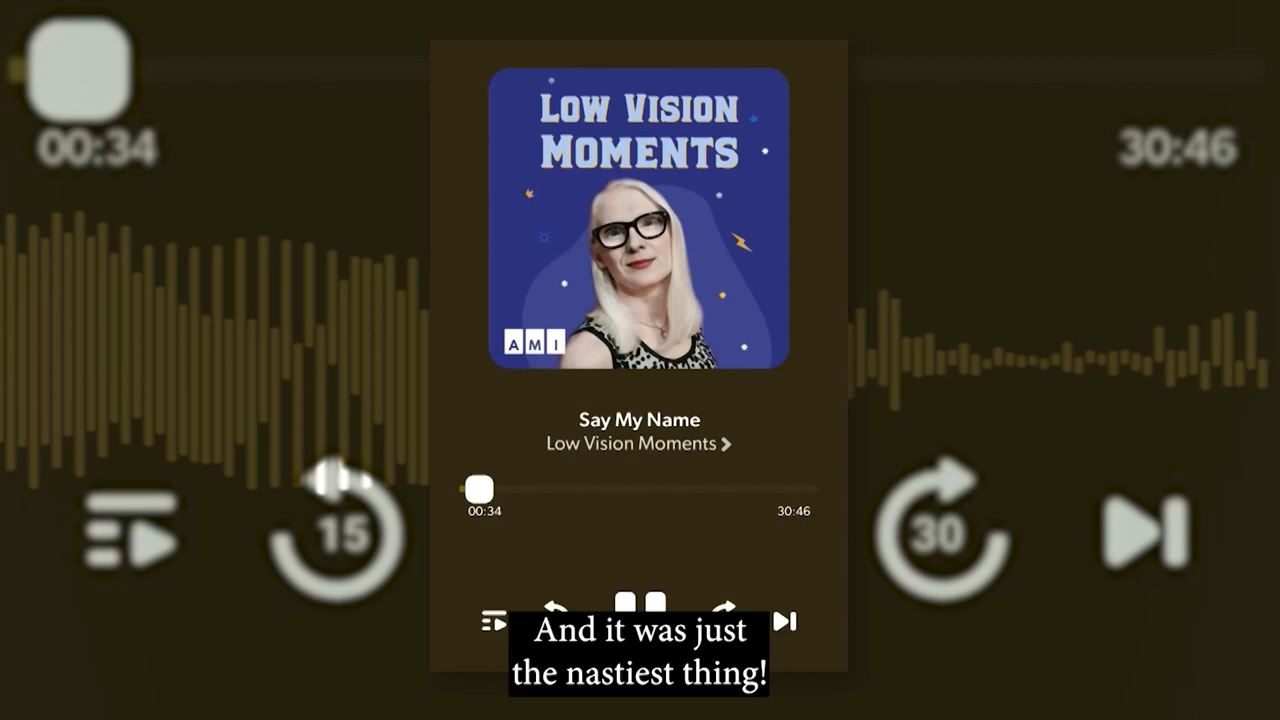 00:34
30:46
LOW VISION
MOMENTS
AMI
Say My Name
Low Vision Moments
00:34
30:46
15
30
And it was just
the nastiest thing!